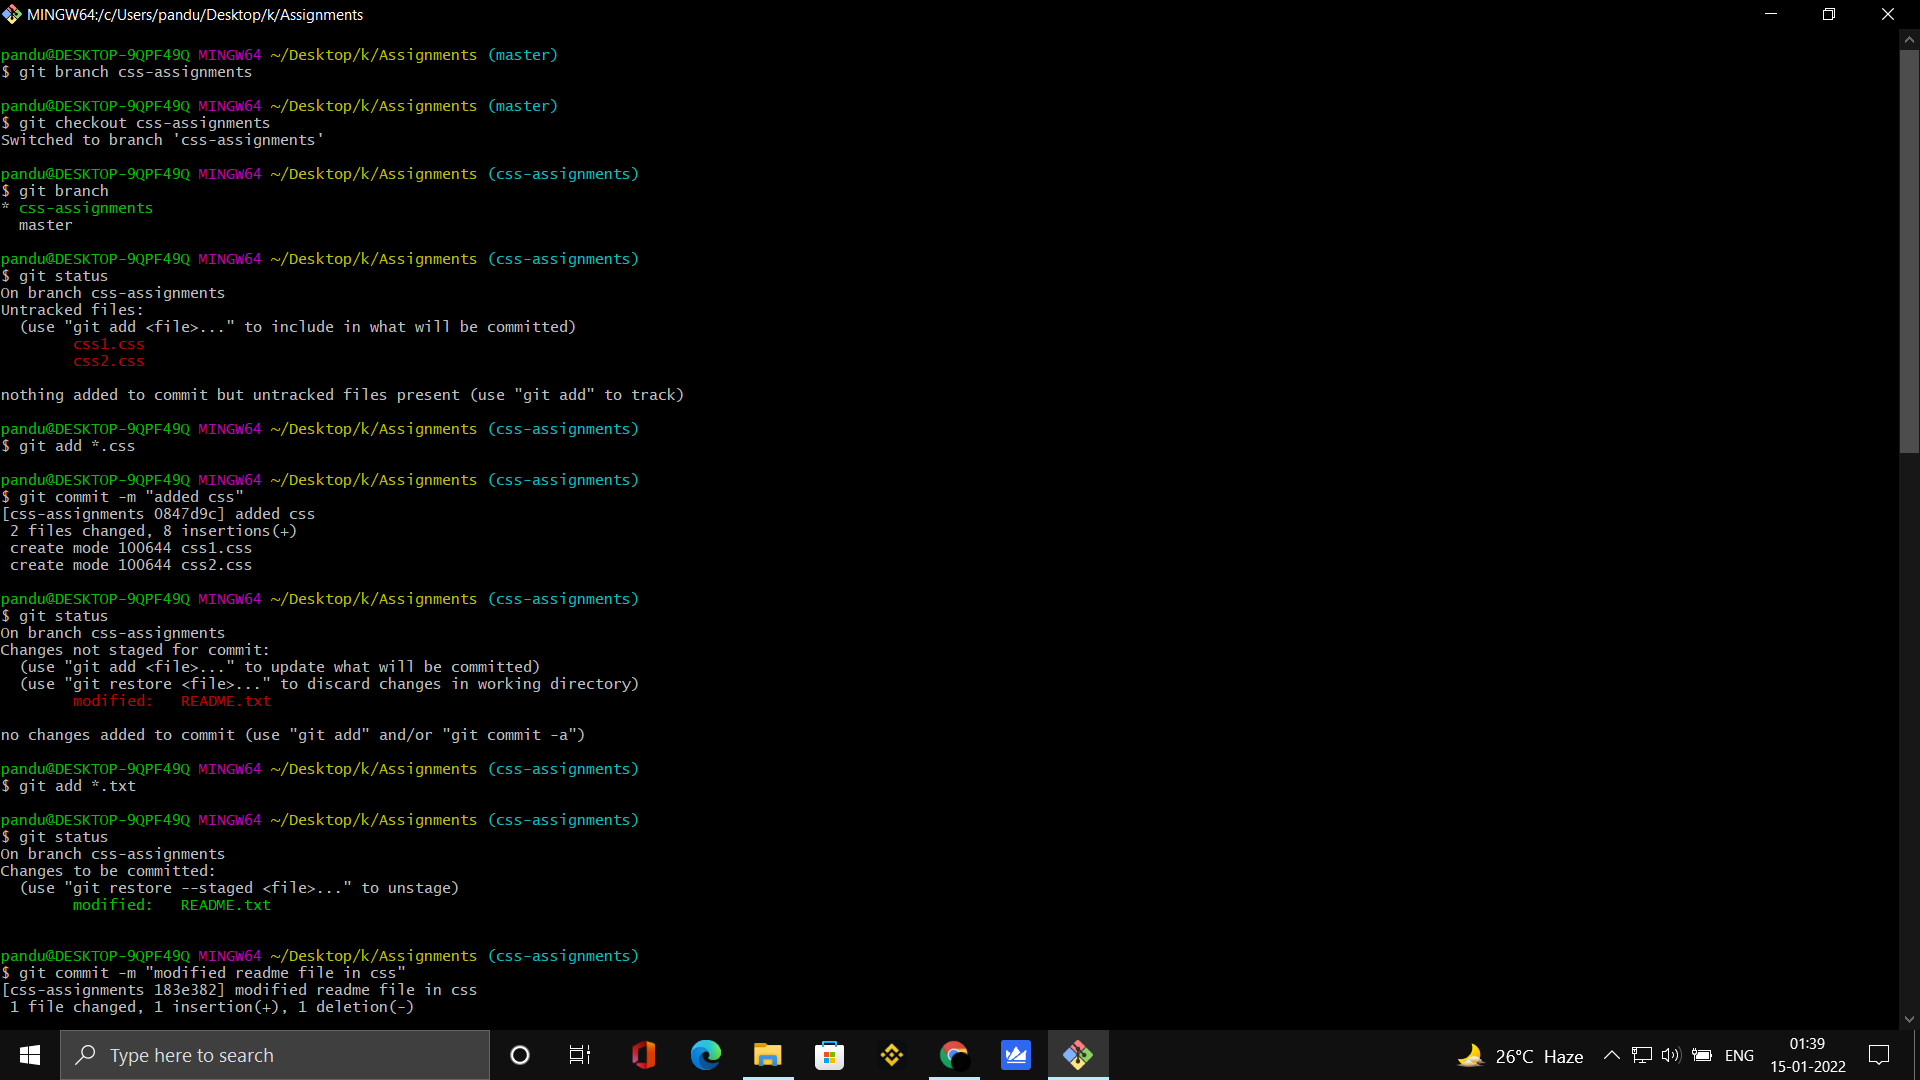 MINGW64:/c/Users/pandu/Desktop/k/Assignments
pandu@DESKTOP-9QPF49Q MINGW64 ~/Desktop/k/Assignments (master)
$ git branch css-assignments
pandu@DESKTOP-9QPF49Q MINGW64 ~/Desktop/k/Assignments (master)
$ git checkout css-assignments
Switched to branch 'css-assignments'
pandu@DESKTOP-9QPF49Q MINGW64 ~/Desktop/k/Assignments (css-assignments)
$ git branch
* css-assignments
  master
pandu@DESKTOP-9QPF49Q MINGW64 ~/Desktop/k/Assignments (css-assignments)
$ git status
On branch css-assignments
Untracked files:
  (use "git add <file>..." to include in what will be committed)
        css1.css
        css2.css
nothing added to commit but untracked files present (use "git add" to track)
pandu@DESKTOP-9QPF49Q MINGW64 ~/Desktop/k/Assignments (css-assignments)
$ git add *.css
pandu@DESKTOP-9QPF49Q MINGW64 ~/Desktop/k/Assignments (css-assignments)
$ git commit -m "added css"
[css-assignments 0847d9c] added css
 2 files changed, 8 insertions(+)
 create mode 100644 css1.css
 create mode 100644 css2.css
pandu@DESKTOP-9QPF49Q MINGW64 ~/Desktop/k/Assignments (css-assignments)
$ git status
On branch css-assignments
Changes not staged for commit:
  (use "git add <file>..." to update what will be committed)
  (use "git restore <file>..." to discard changes in working directory)
        modified:   README.txt
no changes added to commit (use "git add" and/or "git commit -a")
pandu@DESKTOP-9QPF49Q MINGW64 ~/Desktop/k/Assignments (css-assignments)
$ git add *.txt
pandu@DESKTOP-9QPF49Q MINGW64 ~/Desktop/k/Assignments (css-assignments)
$ git status
On branch css-assignments
Changes to be committed:
  (use "git restore --staged <file>..." to unstage)
        modified:   README.txt
pandu@DESKTOP-9QPF49Q MINGW64 ~/Desktop/k/Assignments (css-assignments)
$ git commit -m "modified readme file in css"
[css-assignments 183e382] modified readme file in css
 1 file changed, 1 insertion(+), 1 deletion(-)
Type here to search
26°C Haze
ENG
01:39
15-01-2022